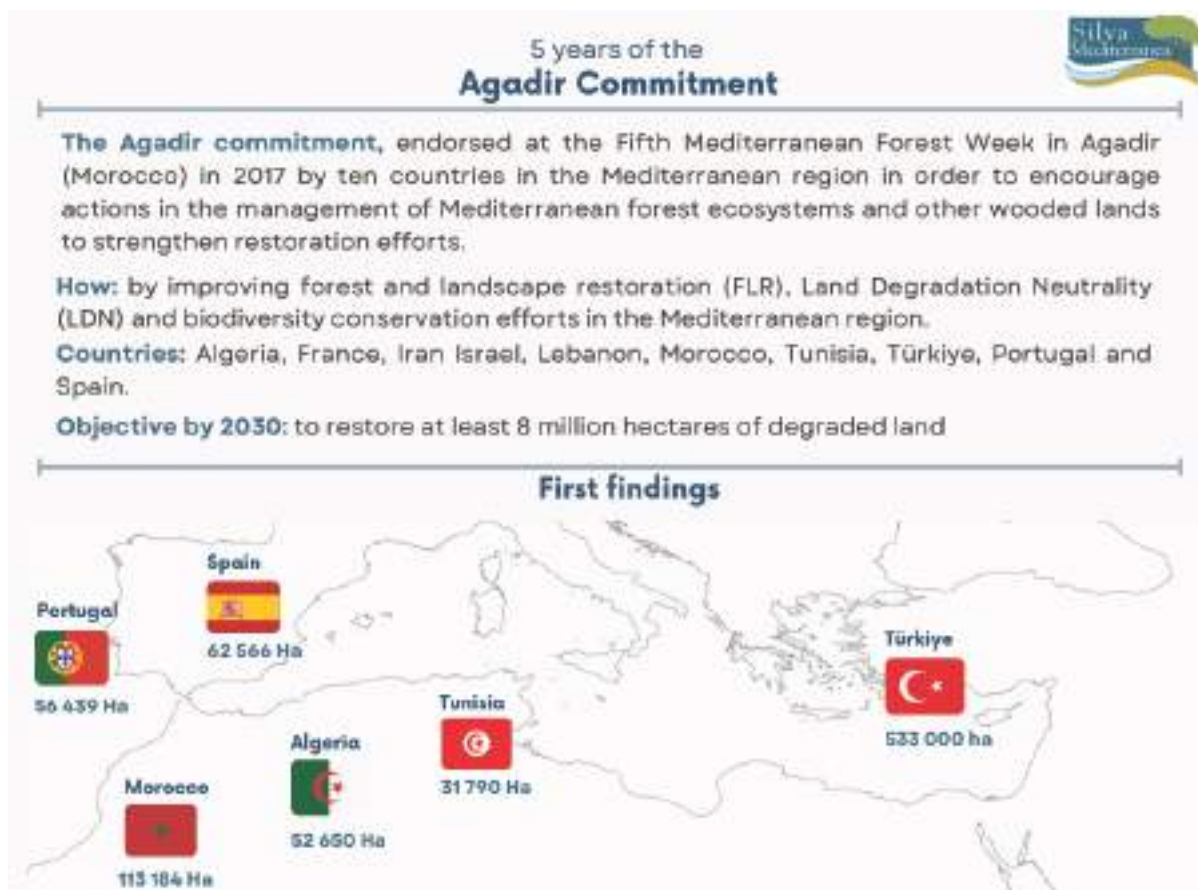 Silva
Mediterranea
5 years of the
Agadir Commitment
The Agadir commitment, endorsed at the Fifth Mediterranean Forest Week in Agadir
(Morocco) in 2017 by ten countries in the Mediterranean region in order to encourage
actions in the management of Mediterranean forest ecosystems and other wooded lands
to strengthen restoration efforts.
How: by improving forest and landscape restoration (FLR), Land Degradation Neutrality
(LDN) and biodiversity conservation efforts in the Mediterranean region.
Countries: Algeria, France, Iran Israel, Lebanon, Morocco, Tunisia, Türkiye, Portugal and
Spain.
Objective by 2030: to restore at least 8 million hectares of degraded land
First findings
Spain
62 566 Ha
Portugal
56 439 Ha
Türkiye
533 000 ha
Tunisia
31 790 Ha
Algeria
52 650 Ha
Morocco
113 184 Ha